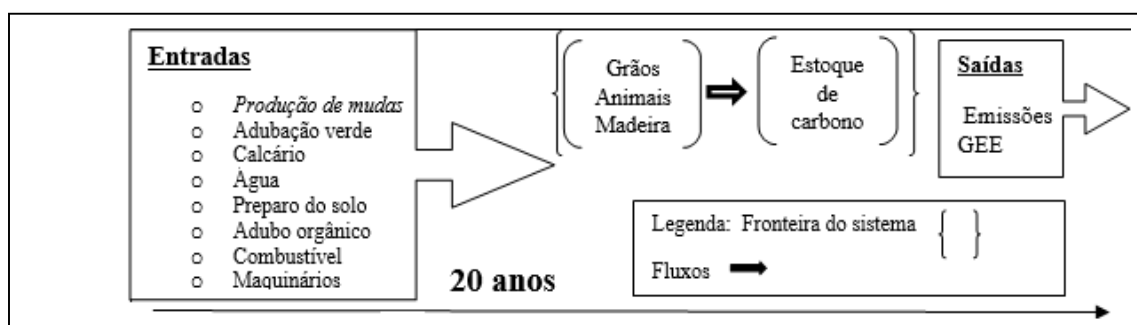 Entradas
Produção de mudas
Adubação verde
Calcário
Água
Preparo do solo
Adubo orgânico
Combustível
Maquinários
20 anos
Grãos
Animais
Madeira
Estoque
de
carbono
Saídas
Emissões
GEE
Legenda: Fronteira do sistema { }
Fluxos